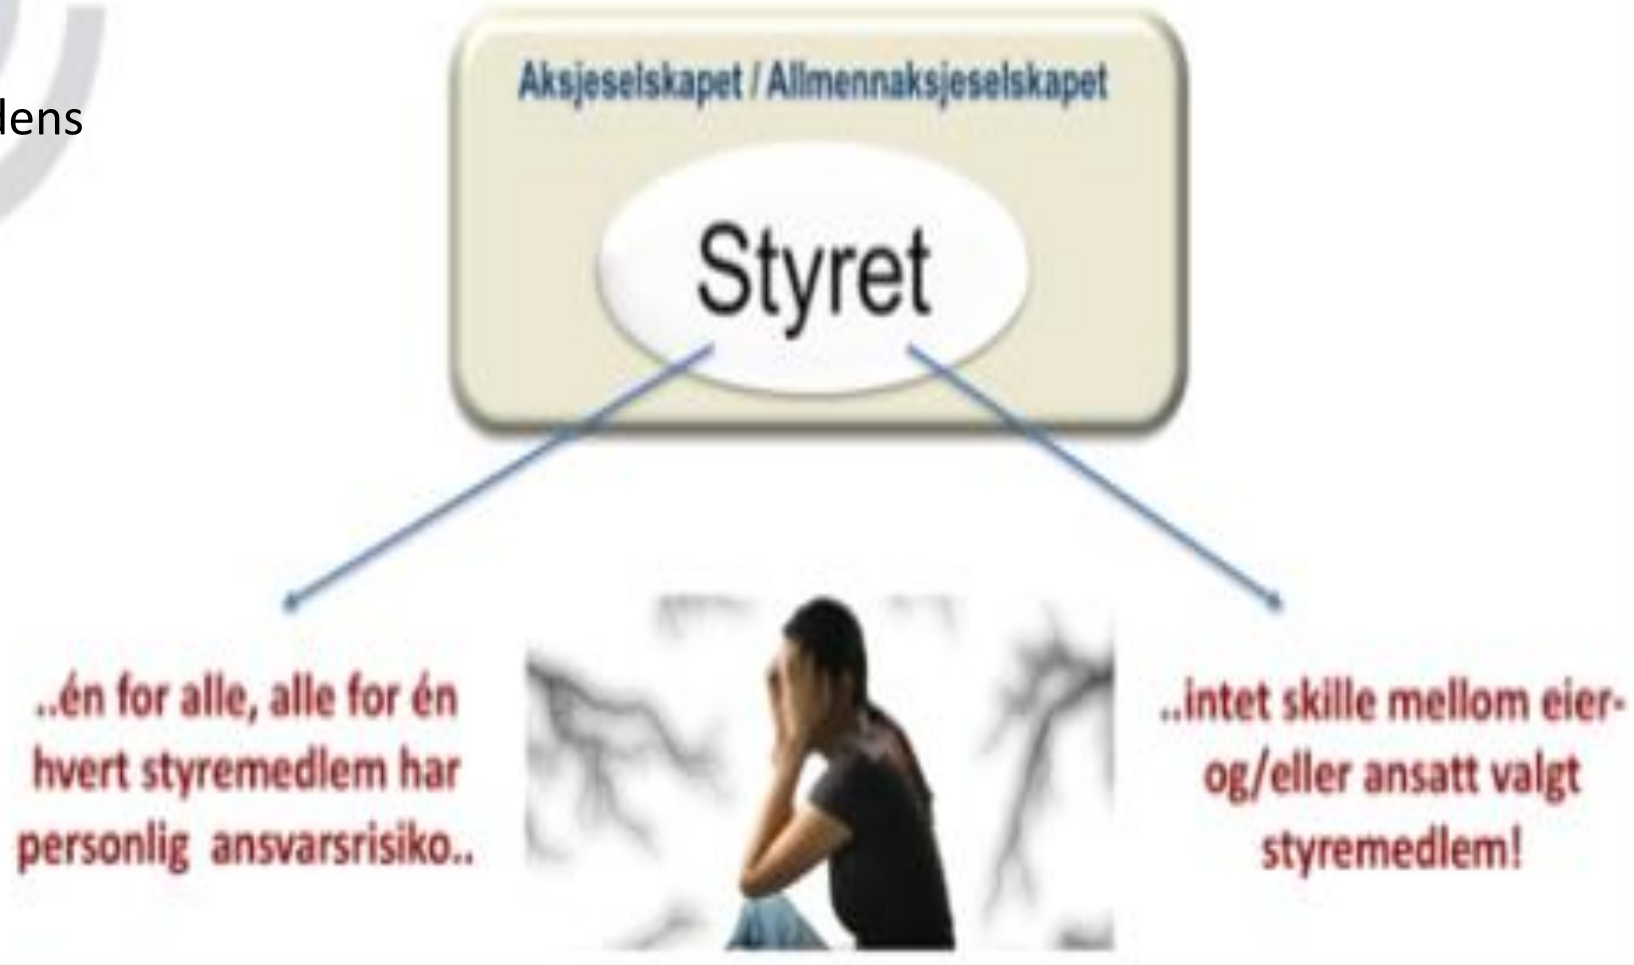 Aksjeselskapet / Allmennaksjeselskapet
Styret
..én for alle, alle for én
hvert styremedlem har
personlig ansvarsrisiko..
..intet skille mellom eier-
og/eller ansatt valgt
styremedlem!